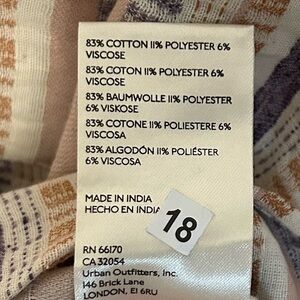 83% COTTON 11% POLYESTER 6%
VISCOSE
83% COTON 11% POLYESTER 6%
VISCOSE
83% BAUMWOLLE 11% POLYESTER
6% VISKOSE
83% COTONE 11% POLIESTERE 6%
VISCOSA
83% ALGODÓN 11% POLIÉSTER
6% VISCOSA
MADE IN INDIA
HECHO EN INDIA
18
RN 66170
CA 32054
Urban Outfitters, Inc.
146 Brick Lane
LONDON, E1 6RU